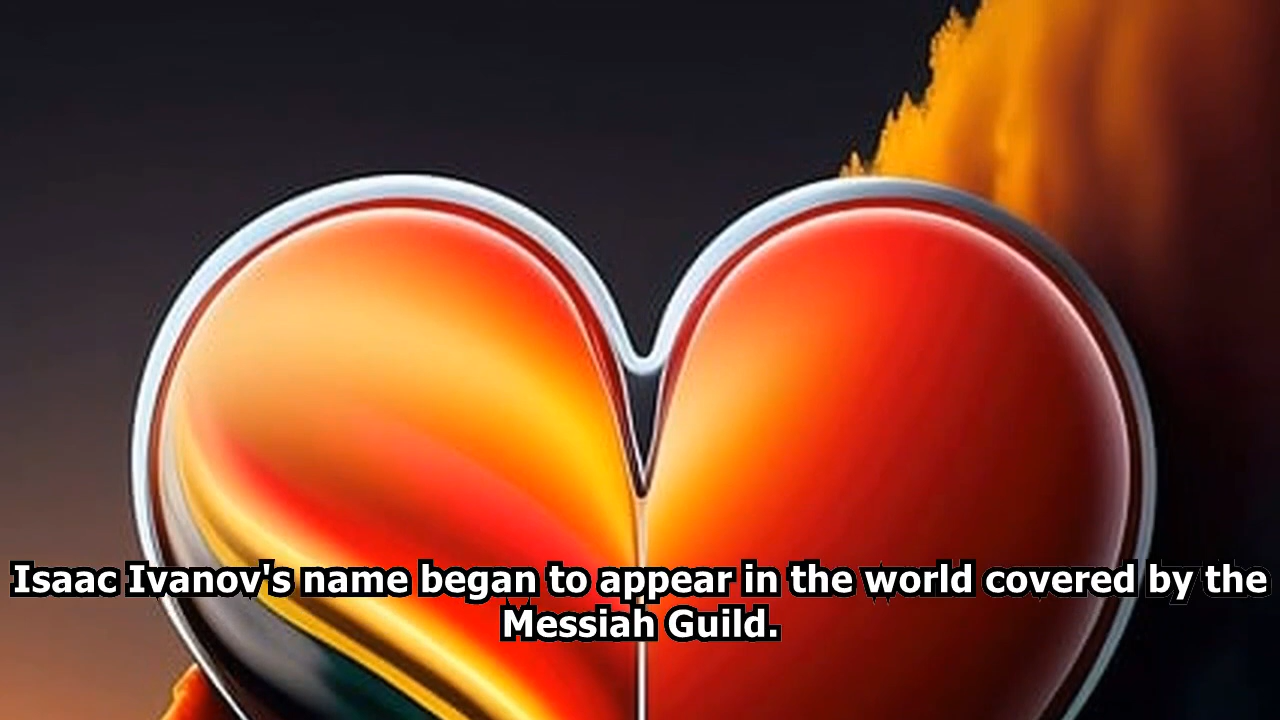 Isaac Ivanov's name began to appear in the world covered by the
Messiah Guild.